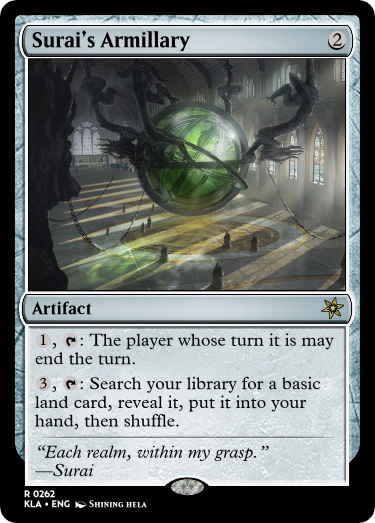 Surai's Armillary 2
Artifact
1, : The player whose turn it is may
end the turn.
3, : Search your library for a basic
land card, reveal it, put it into your
hand, then shuffle.
“Each realm, within my grasp.”
—Surai
R 0262
KLA • ENG SHINING HELA